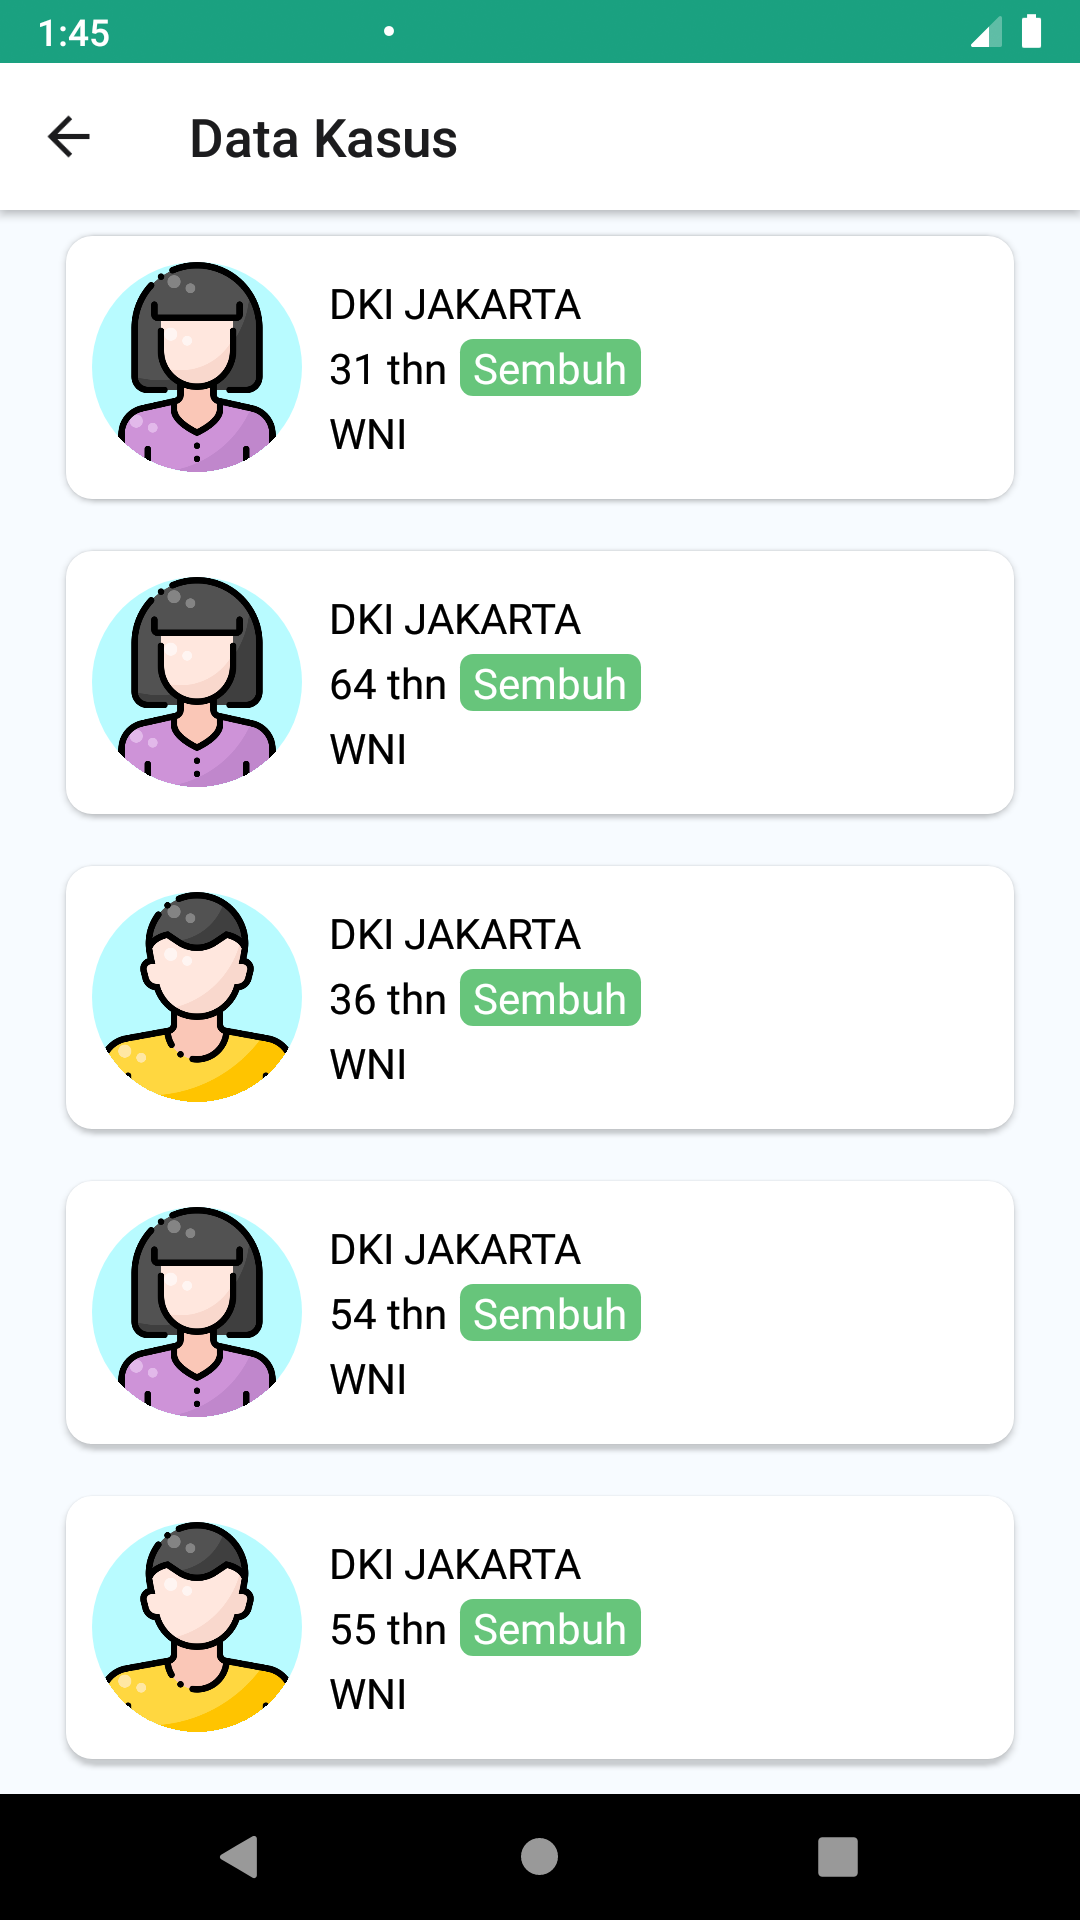 1:45
Data Kasus
DKI JAKARTA
31 thn Sembuh
WNI
DKI JAKARTA
64 thn Sembuh
WNI
DKI JAKARTA
36 thn Sembuh
WNI
DKI JAKARTA
54 thn Sembuh
WNI
DKI JAKARTA
55 thn Sembuh
WNI